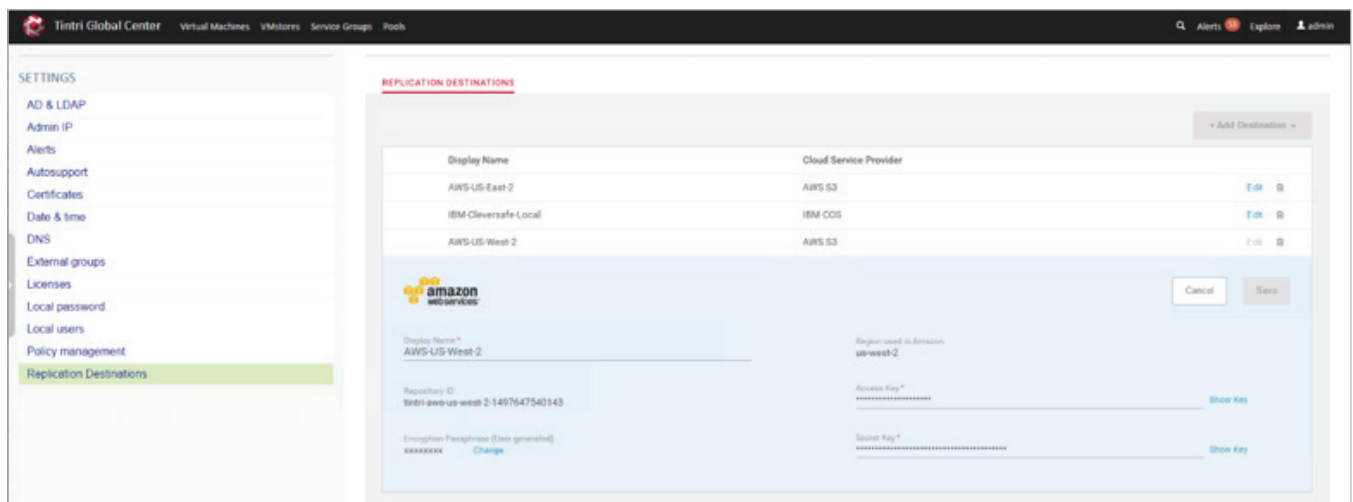 Tintri Global Center Virtual Machines VMstores Service Groups Pools Alerts 53 Explore admin
SETTINGS
AD & LDAP
Admin IP
Alerts
Autosupport
Certificates
Date & time
DNS
External groups
Licenses
Local password
Local users
Policy management
Replication Destinations
REPLICATION DESTINATIONS
+ Add Destination
Display Name Cloud Service Provider
AWS-US-East-2 AWS S3 Edit
IBM-Cleversafe-Local IBM COS Edit
AWS-US-West-2 AWS S3 Edit
amazon
webservices™
Cancel Save
Display Name* Region used in Amazon
AWS-US-West-2 us-west-2
Repository ID Access Key*
tintri-aws-us-west-2-1497647540143 Show Key
Encryption Passphrase (User generated) Secret Key*
xxxxxxxx Change Show Key